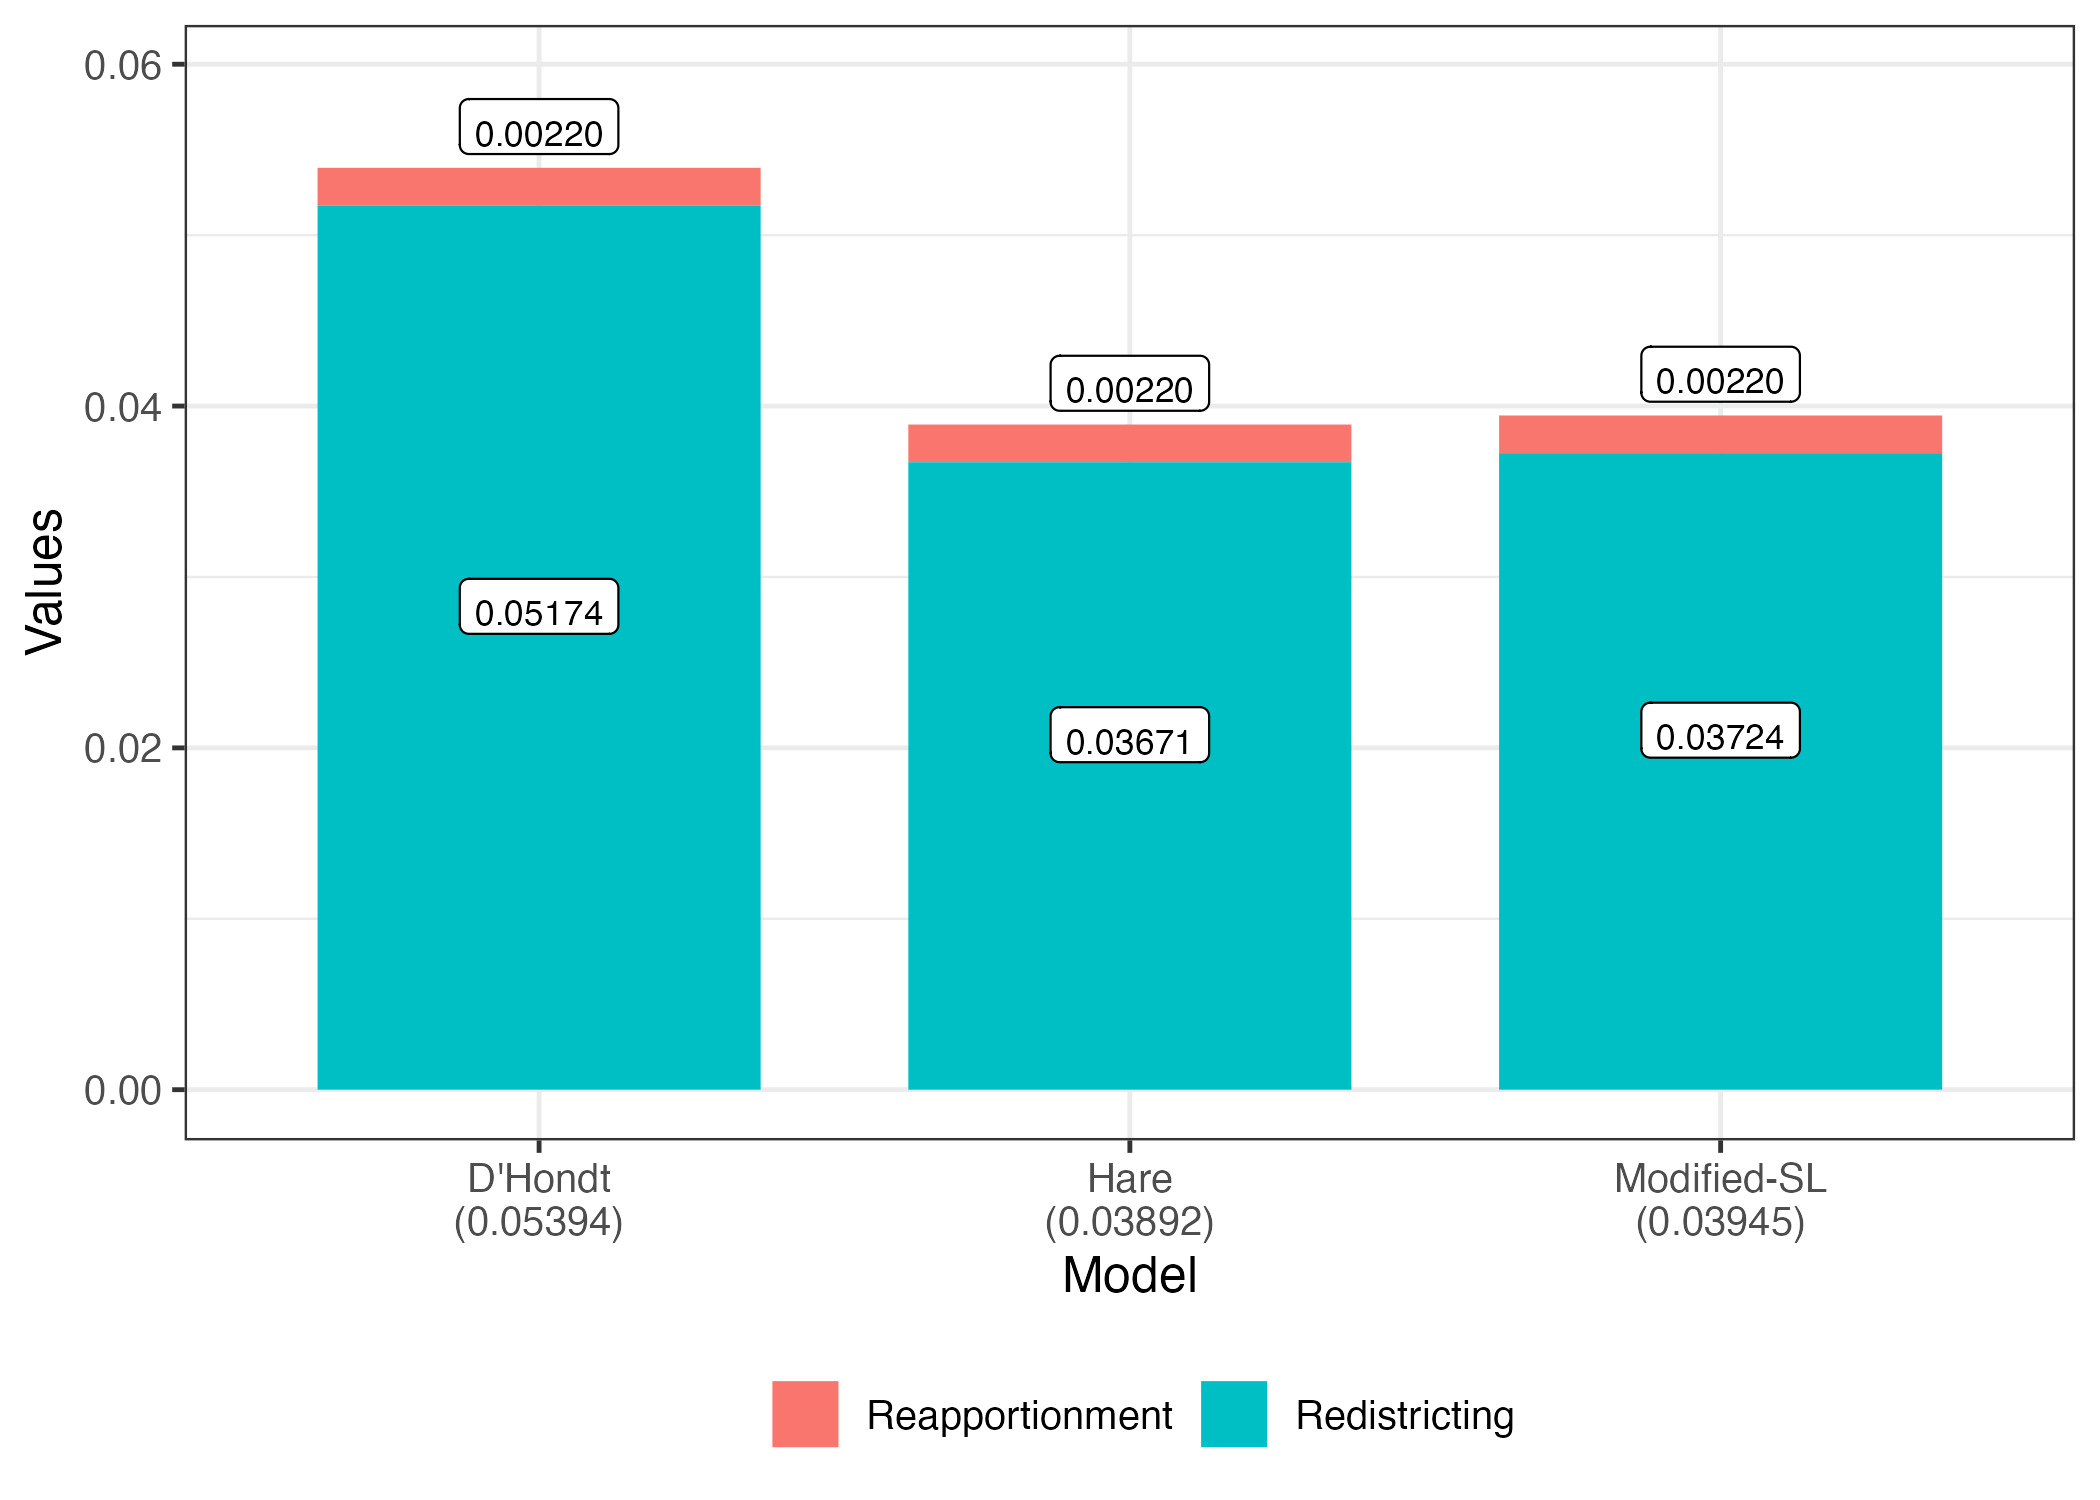 0.06
0.04
0.02
0.00
Values
0.00220
0.05174
0.00220
0.03671
0.00220
0.03724
D'Hondt
(0.05394)
Hare
(0.03892)
Modified-SL
(0.03945)
Model
Reapportionment
Redistricting